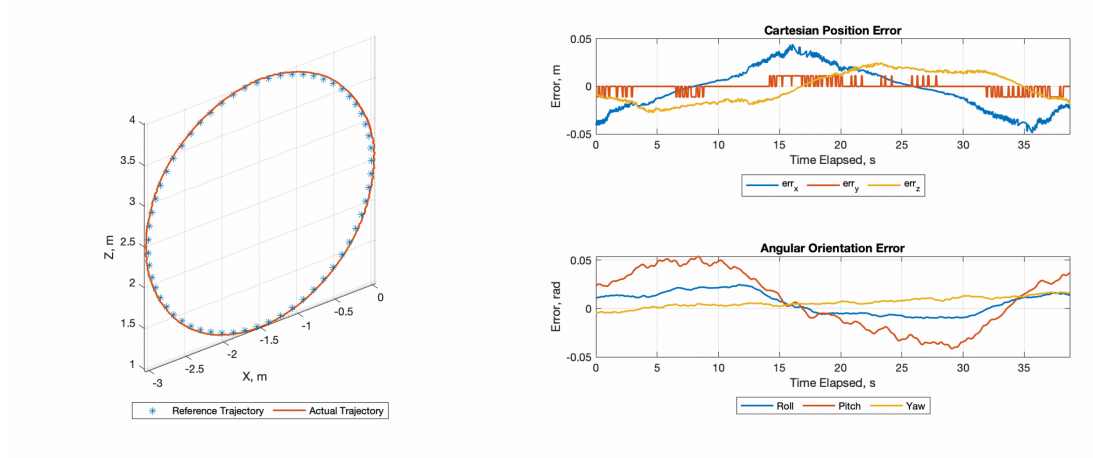 4
3.5
3
2.5
2
1.5
1
Z, m
-3
-2.5
-2
-1.5
-1
-0.5
0
X, m
Reference Trajectory
Actual Trajectory
Cartesian Position Error
0.05
0
-0.05
Error, m
0 5 10 15 20 25 30 35
Time Elapsed, s
err_x err_y err_z
Angular Orientation Error
0.05
0
-0.05
Error, rad
0 5 10 15 20 25 30 35
Time Elapsed, s
Roll Pitch Yaw